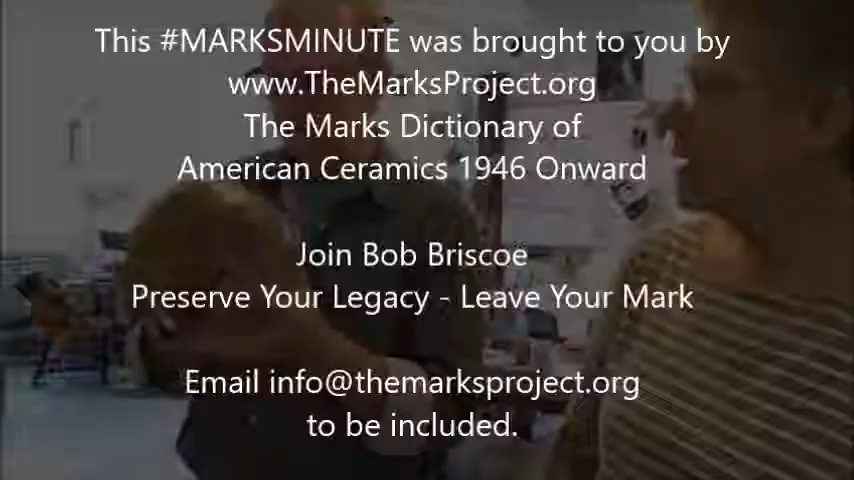 This #MARKSMINUTE was brought to you by
www.TheMarksProject.org
The Marks Dictionary of
American Ceramics 1946 Onward
Join Bob Briscoe
Preserve Your Legacy - Leave Your Mark
Email info@themarksproject.org
to be included.